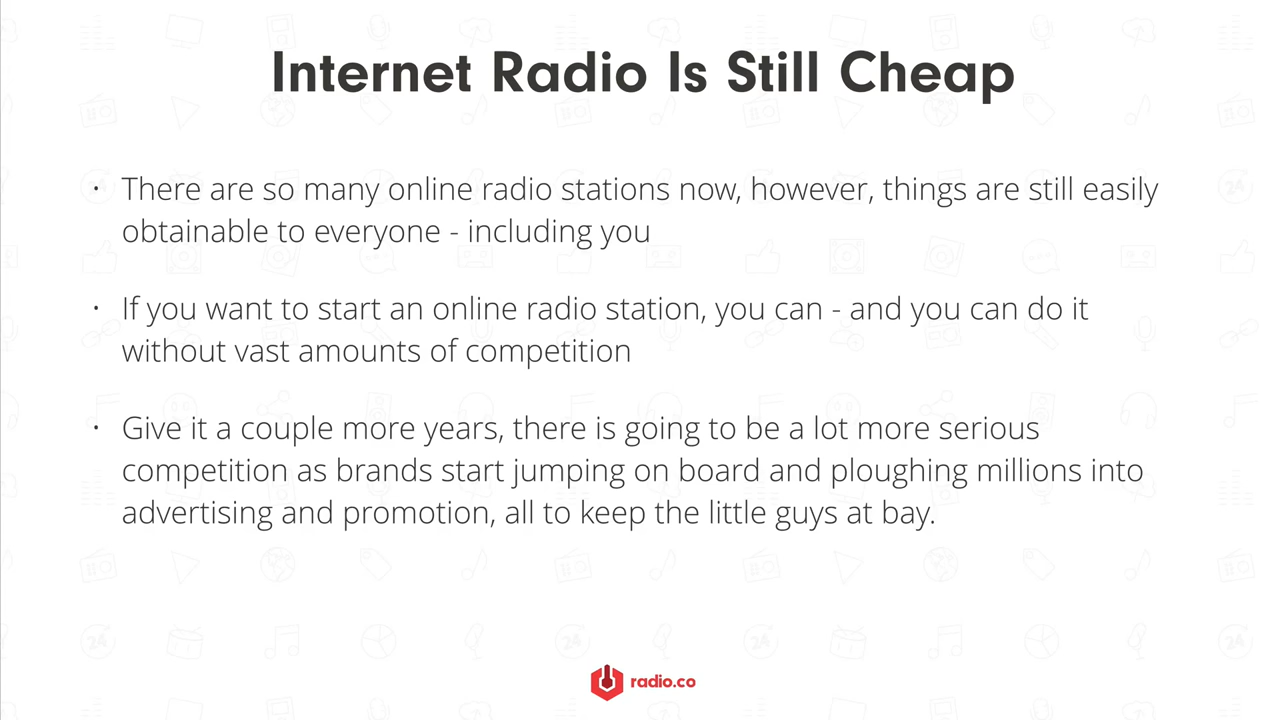 Internet Radio Is Still Cheap
· There are so many online radio stations now, however, things are still easily
obtainable to everyone - including you
· If you want to start an online radio station, you can - and you can do it
without vast amounts of competition
· Give it a couple more years, there is going to be a lot more serious
competition as brands start jumping on board and ploughing millions into
advertising and promotion, all to keep the little guys at bay.
radio.co